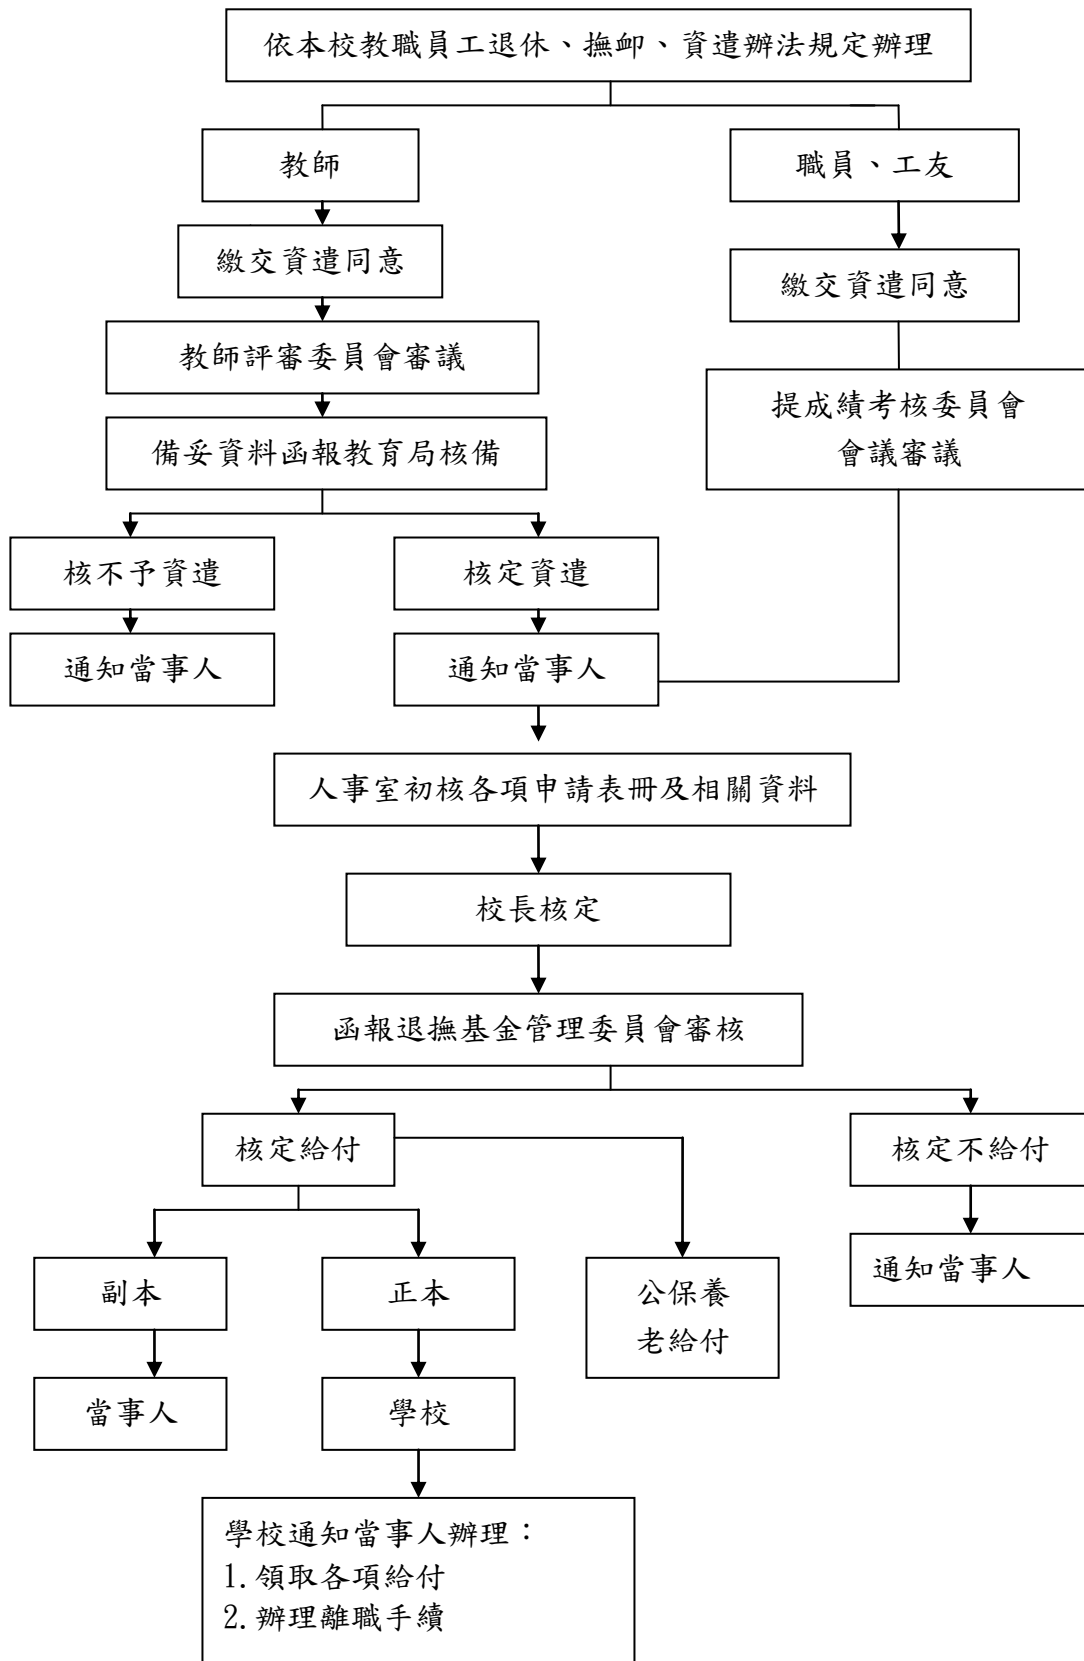 依本校教職員工退休、撫卹、資遣辦法規定辦理
教師
職員、工友
繳交資遣同意
繳交資遣同意
教師評審委員會審議
提成績考核委員會
會議審議
備妥資料函報教育局核備
核不予資遣
核定資遣
通知當事人
通知當事人
人事室初核各項申請表冊及相關資料
校長核定
函報退撫基金管理委員會審核
核定給付
核定不給付
副本
正本
公保養
老給付
通知當事人
當事人
學校
學校通知當事人辦理：
1.領取各項給付
2.辦理離職手續